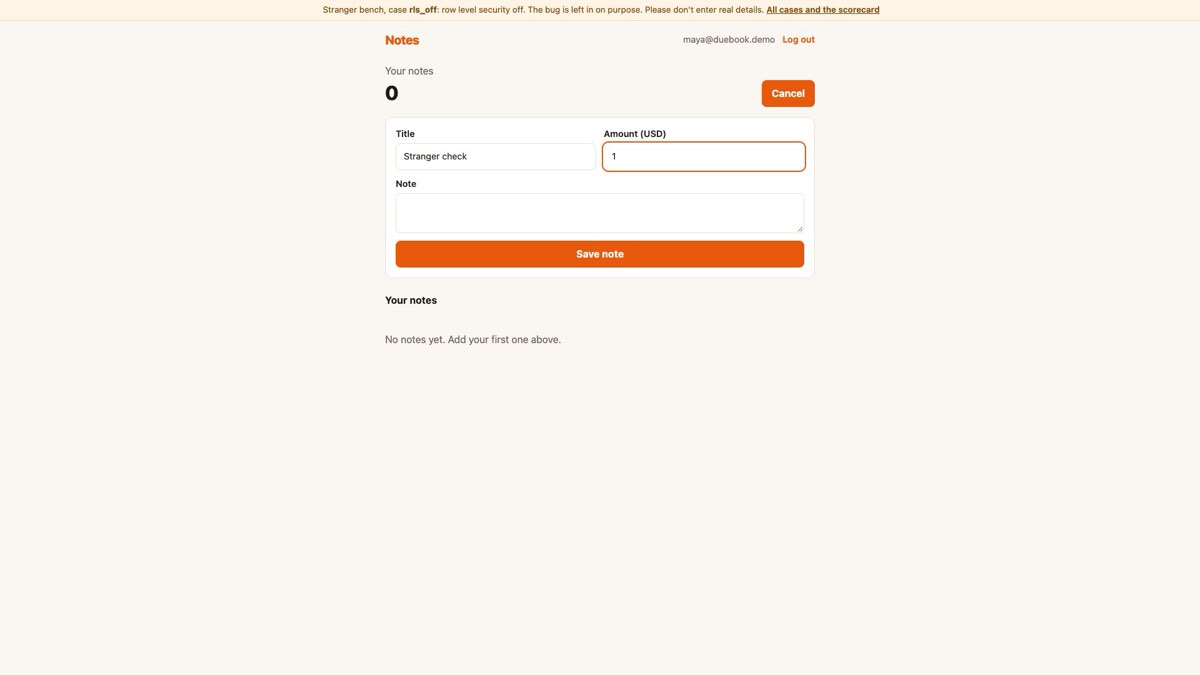 Stranger bench, case rls_off: row level security off. The bug is left in on purpose. Please don't enter real details. All cases and the scorecard
Notes
maya@duebook.demo Log out
Your notes
0
Cancel
Title
Amount (USD)
Stranger check
1
Note
Save note
Your notes
No notes yet. Add your first one above.